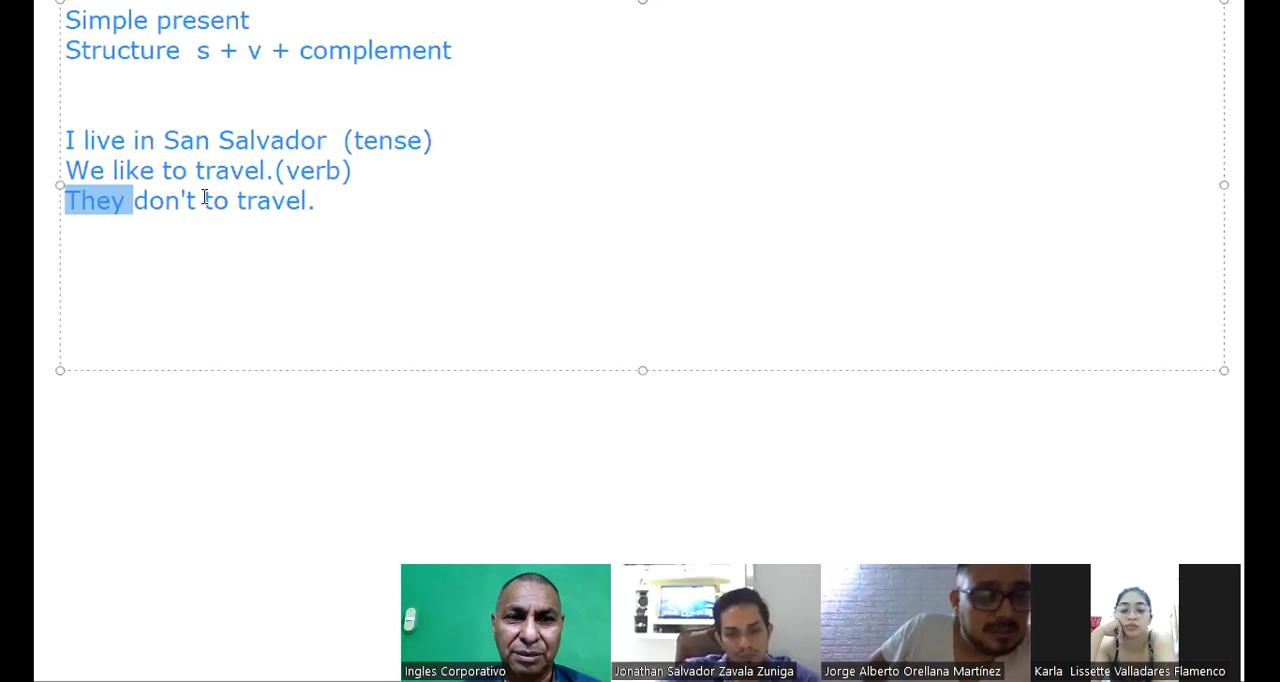 Simple present
Structure s + v + complement
I live in San Salvador (tense)
We like to travel.(verb)
They don't to travel.
Ingles Corporativo
Jonathan Salvador Zavala Zuniga
Jorge Alberto Orellana Martínez
Karla Lissette Valladares Flamenco